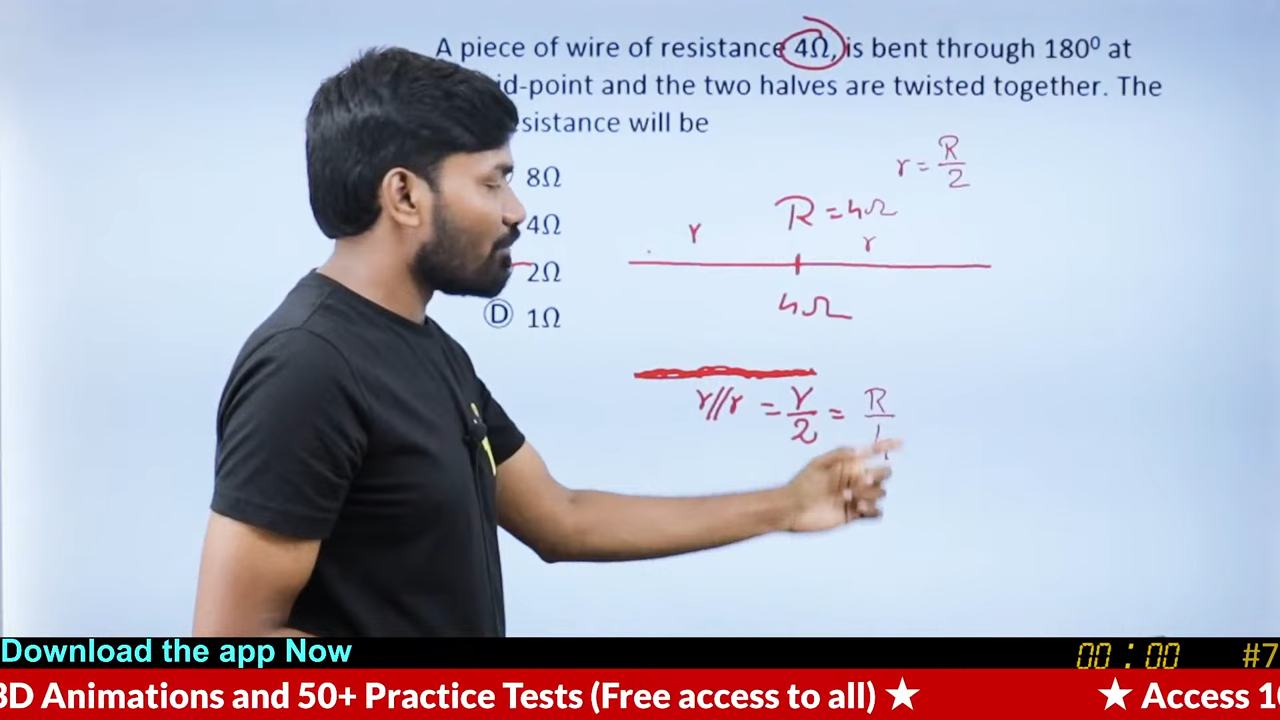 A piece of wire of resistance 4Ω, is bent through 180⁰ at
id-point and the two halves are twisted together. The
sistance will be
8Ω
4Ω
2Ω
Ⓓ 1Ω
r = R/2
R = 4Ω
r r
4Ω
r//r = r/2 = R/4
Download the app Now
00 : 00 #7
3D Animations and 50+ Practice Tests (Free access to all) ★ ★ Access 10